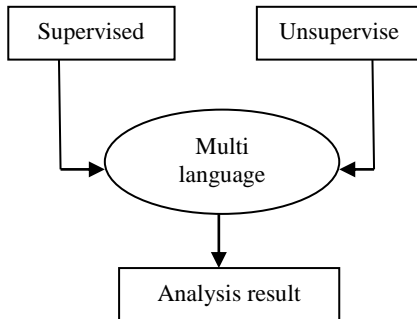 Supervised
Unsupervise
Multi
language
Analysis result